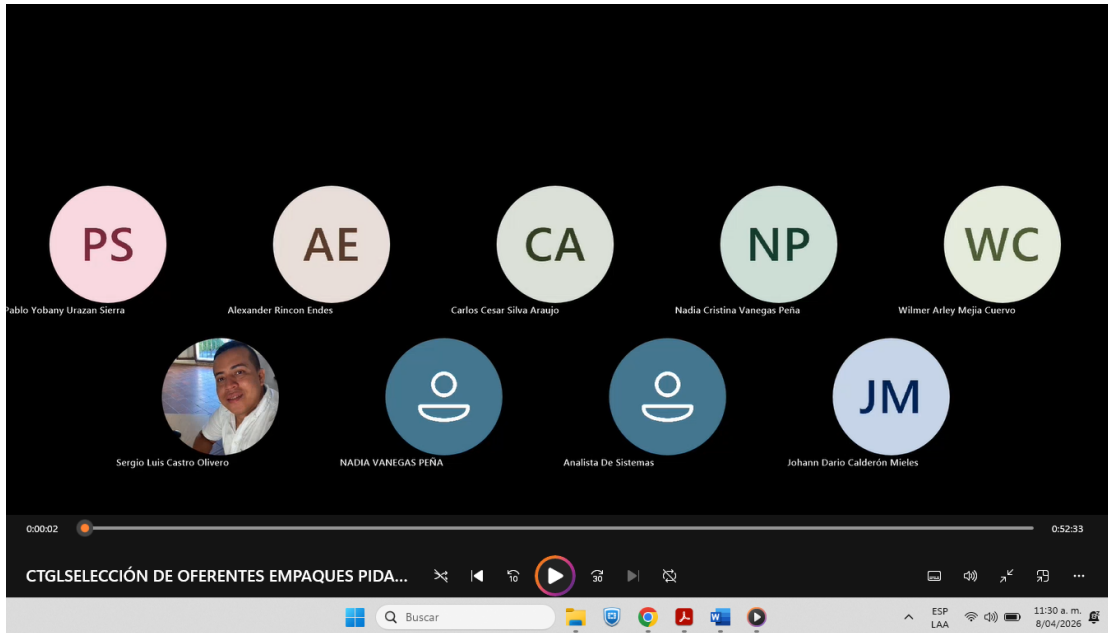 PS
AE
CA
NP
WC
Pablo Yobany Urazan Sierra
Alexander Rincon Endes
Carlos Cesar Silva Araujo
Nadia Cristina Vanegas Peña
Wilmer Arley Mejia Cuervo
JM
Sergio Luis Castro Olivero
NADIA VANEGAS PEÑA
Analista De Sistemas
Johann Dario Calderón Mieles
0:00:02
0:52:33
CTGLSELECCIÓN DE OFERENTES EMPAQUES PIDA...
10
30
Buscar
ESP
LAA
11:30 a. m.
8/04/2026